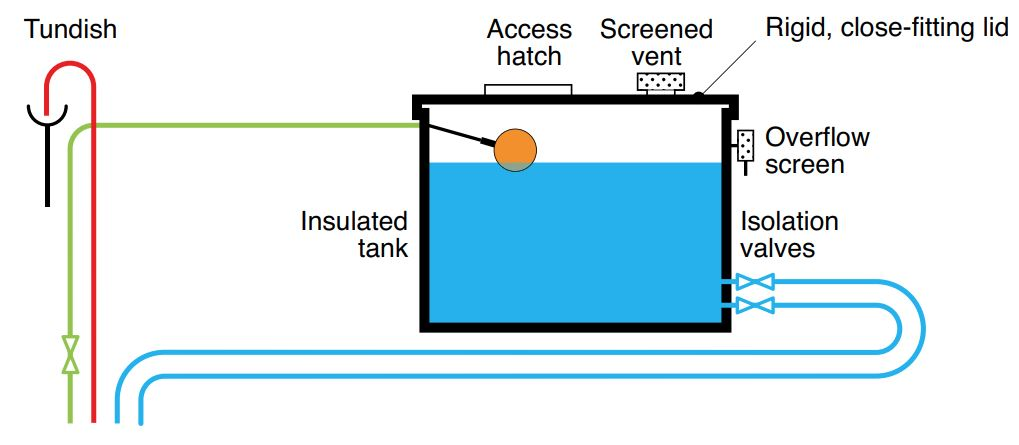 Tundish
Access
hatch
Screened
vent
Rigid, close-fitting lid
Overflow
screen
Insulated
tank
Isolation
valves